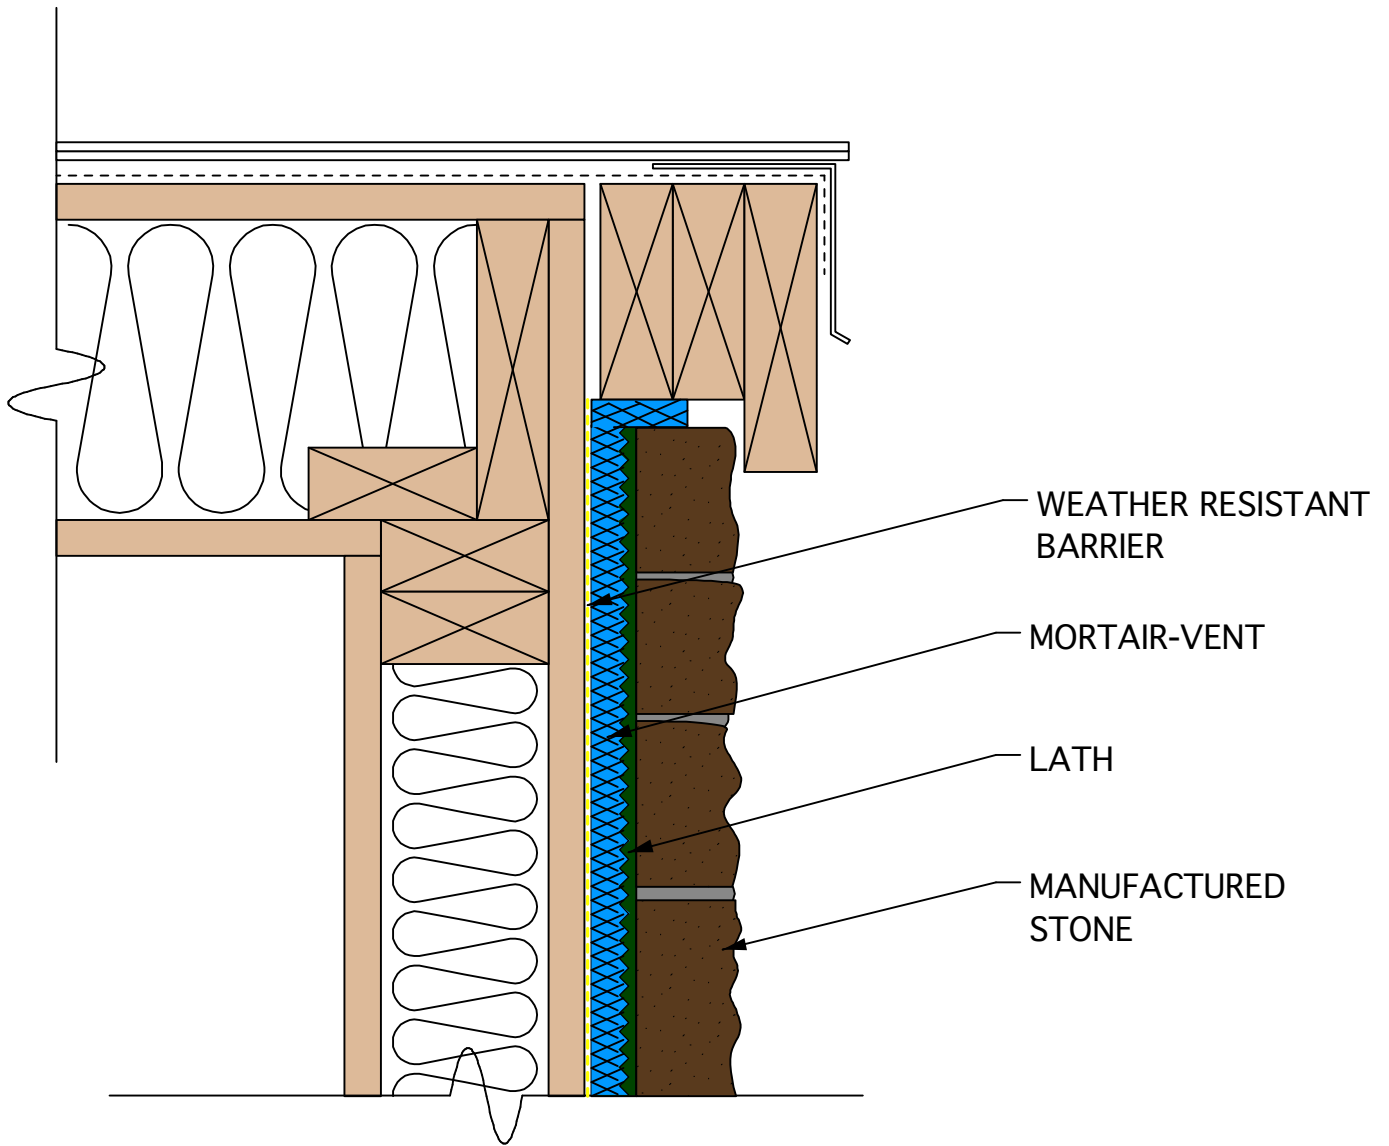 WEATHER RESISTANT
BARRIER
MORTAIR-VENT
LATH
MANUFACTURED
STONE